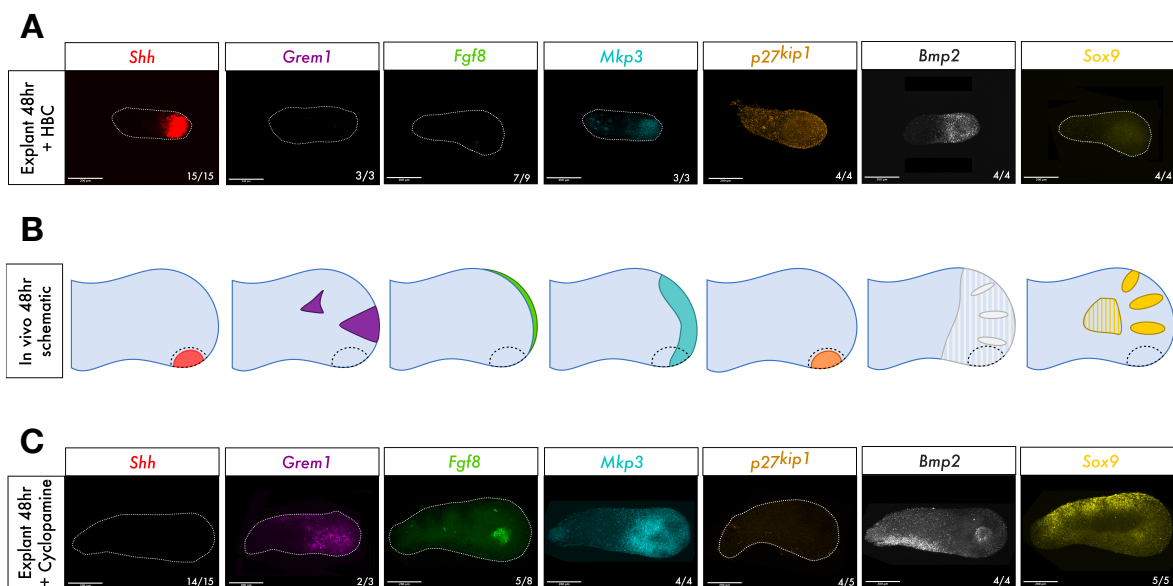 A
Shh Grem1 Fgf8 Mkp3 p27kip1 Bmp2 Sox9
Explant 48hr
+ HBC
15/15 3/3 7/9 3/3 4/4 4/4 4/4
B
In vivo 48hr
schematic
C
Shh Grem1 Fgf8 Mkp3 p27kip1 Bmp2 Sox9
Explant 48hr
+ Cyclopamine
14/15 2/3 5/8 4/4 4/5 4/4 5/5